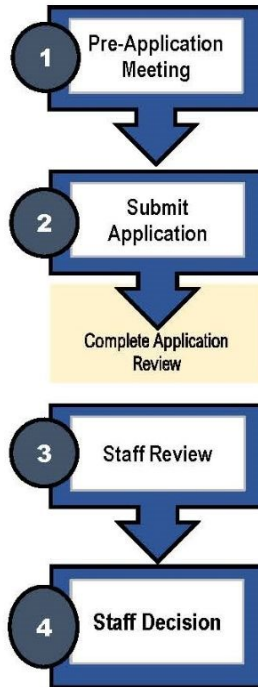 1
Pre-Application
Meeting
2
Submit
Application
Complete Application
Review
3
Staff Review
4
Staff Decision